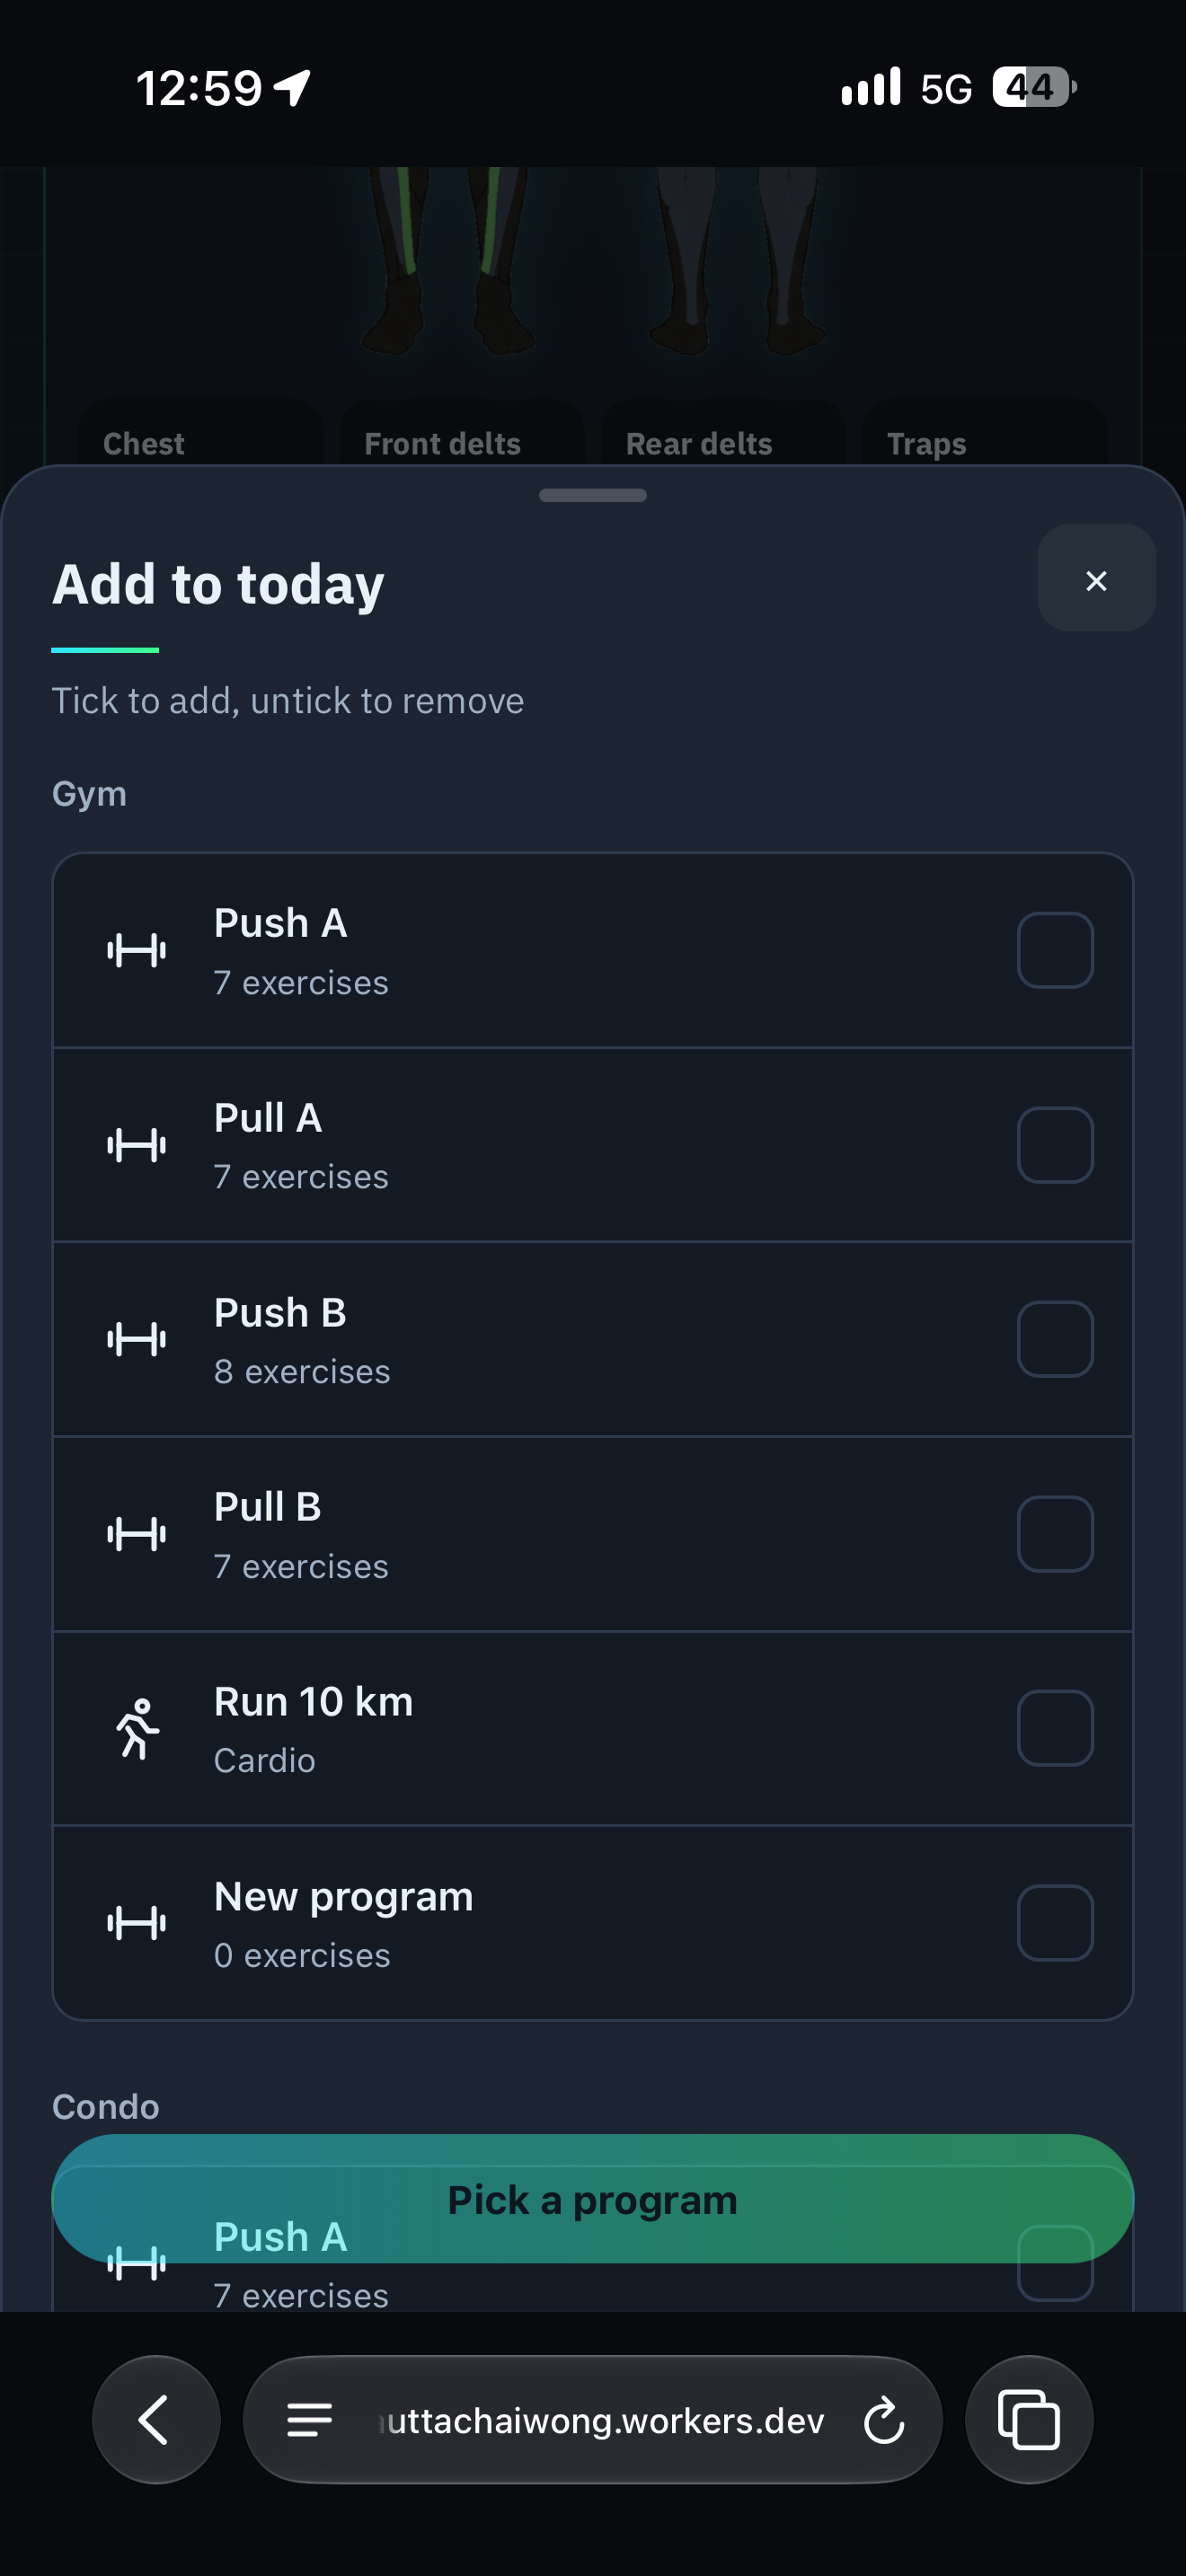 12:59
5G
44
Chest
Front delts
Rear delts
Traps
Add to today
Tick to add, untick to remove
Gym
Push A
7 exercises
Pull A
7 exercises
Push B
8 exercises
Pull B
7 exercises
Run 10 km
Cardio
New program
0 exercises
Condo
Pick a program
Push A
7 exercises
uttachaiwong.workers.dev